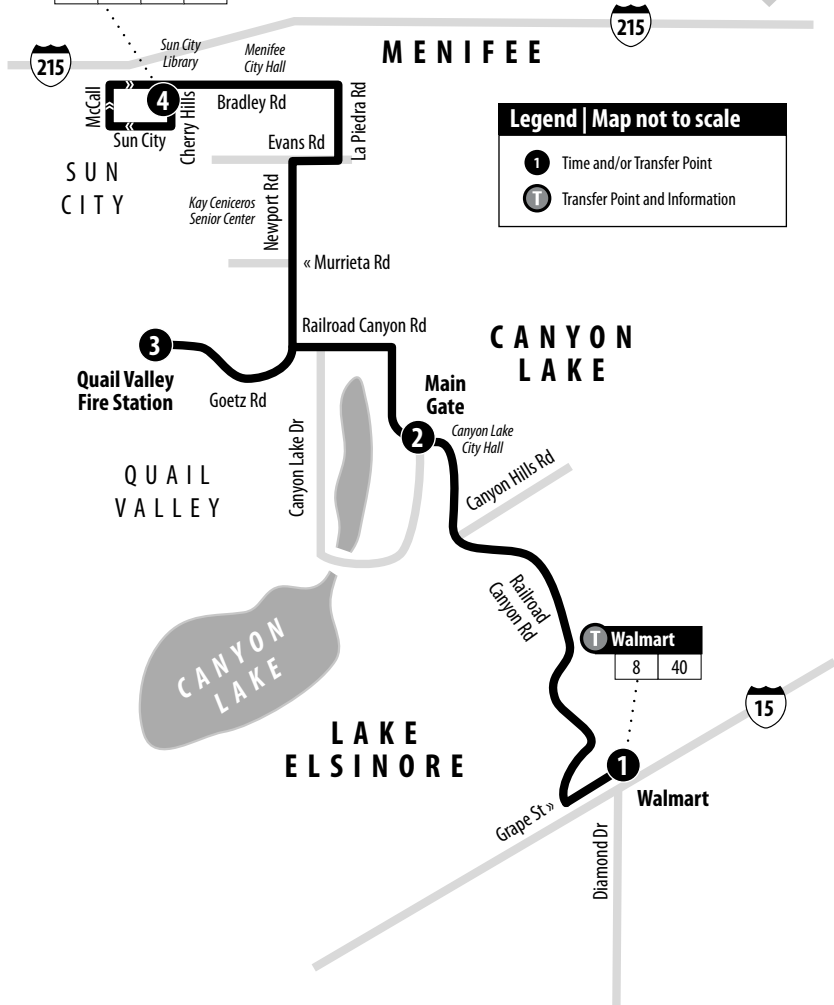 215
MENIFEE
215
Sun City
Library
Menifee
City Hall
4
McCall
Cherry Hills
Bradley Rd
La Piedra Rd
Sun City
Evans Rd
Legend | Map not to scale
1 Time and/or Transfer Point
T Transfer Point and Information
SUN
CITY
Kay Ceniceros
Senior Center
Newport Rd
« Murrieta Rd
Railroad Canyon Rd
CANYON
LAKE
3
Quail Valley
Fire Station
Goetz Rd
Main
Gate
2
Canyon Lake
City Hall
Canyon Lake Dr
Canyon Hills Rd
QUAIL
VALLEY
Railroad
Canyon Rd
CANYON
LAKE
T Walmart
8 40
15
LAKE
ELSINORE
1
Walmart
Grape St »
Diamond Dr